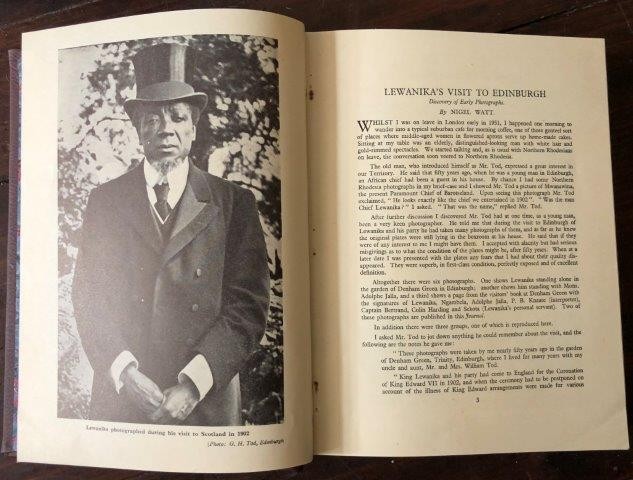 Lewanika photographed during his visit to Scotland in 1902
(Photo: G. H. Tod, Edinburgh)
LEWANIKA'S VISIT TO EDINBURGH
Discovery of Early Photographs.
By NIGEL WATT.
WHILST I was on leave in London early in 1951, I happened one morning to
wander into a typical suburban cafe for morning coffee, one of those genteel sort
of places where middle-aged women in flowered aprons serve up home-made cakes.
Sitting at my table was an elderly, distinguished-looking man with white hair and
gold-rimmed spectacles. We started talking and, as is usual with Northern Rhodesians
on leave, the conversation soon veered to Northern Rhodesia.
The old man, who introduced himself as Mr. Tod, expressed a great interest in
our Territory. He said that fifty years ago, when he was a young man in Edinburgh,
an African chief had been a guest in his house. By chance I had some Northern
Rhodesia photographs in my brief-case and I showed Mr. Tod a picture of Mwanawina,
the present Paramount Chief of Barotseland. Upon seeing this photograph Mr. Tod
exclaimed, " He looks exactly like the chief we entertained in 1902 ". " Was the man
Chief Lewanika ? " I asked. " That was the name," replied Mr. Tod.
After further discussion I discovered Mr. Tod had at one time, as a young man,
been a very keen photographer. He told me that during the visit to Edinburgh of
Lewanika and his party he had taken many photographs of them, and as far as he knew
the original plates were still lying in the boxroom at his house. He said that if they
were of any interest to me I might have them. I accepted with alacrity but had serious
misgivings as to what the condition of the plates might be, after fifty years. When at a
later date I was presented with the plates any fears that I had about their quality dis-
appeared. They were superb, in first-class condition, perfectly exposed and of excellent
definition.
Altogether there were six photographs. One shows Lewanika standing alone in
the garden of Denham Green in Edinburgh; another shows him standing with Mons.
Adolphe Jalla, and a third shows a page from the visitors' book at Denham Green with
the signatures of Lewanika, Ngambela, Adolphe Jalla, P. B. Kanate (interpreter),
Captain Bertrand, Colin Harding and Sekota (Lewanika's personal servant). Two of
these photographs are published in this Journal.
In addition there were three groups, one of which is reproduced here.
I asked Mr. Tod to jot down anything he could remember about the visit, and the
following are the notes he gave me :
" These photographs were taken by me nearly fifty years ago in the garden
of Denham Green, Trinity, Edinburgh, where I lived for many years with my
uncle and aunt, Mr. and Mrs. William Tod.
" King Lewanika and his party had come to England for the Coronation
of King Edward VII in 1902, and when the ceremony had to be postponed on
account of the illness of King Edward arrangements were made for various
3